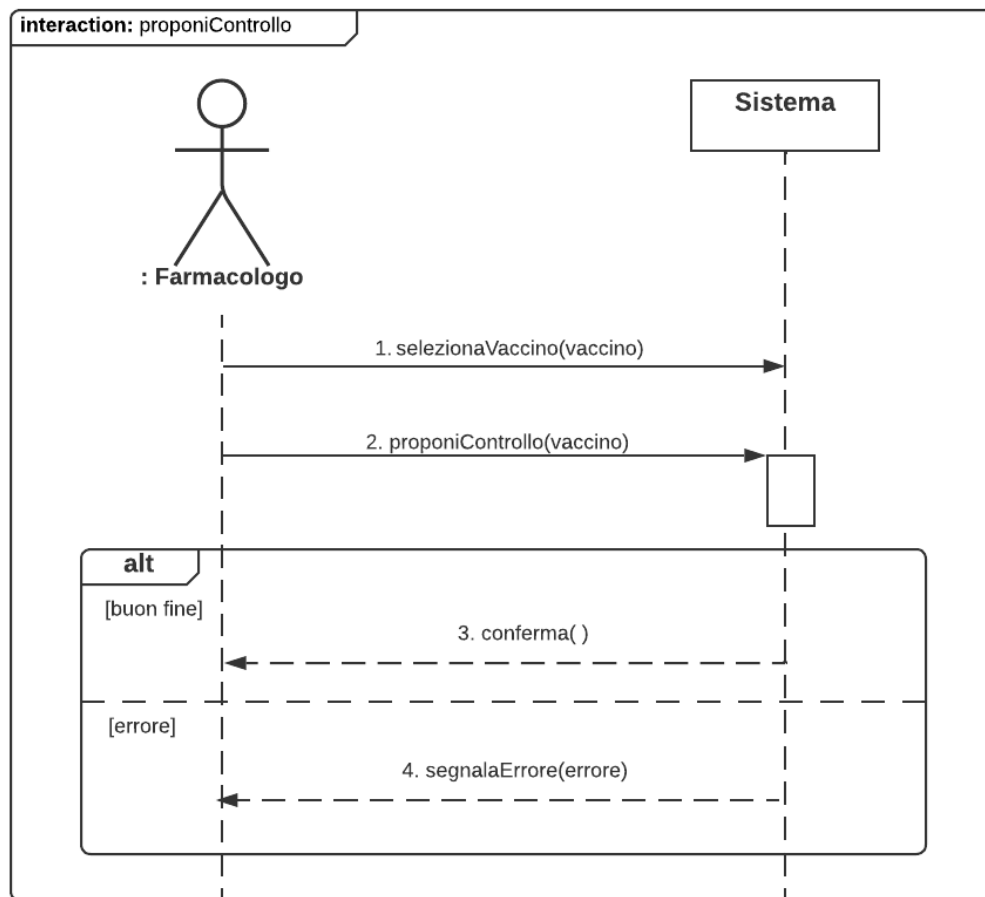 interaction: proponiControllo
Sistema
: Farmacologo
1. selezionaVaccino(vaccino)
2. proponiControllo(vaccino)
alt
[buon fine]
3. conferma( )
[errore]
4. segnalaErrore(errore)